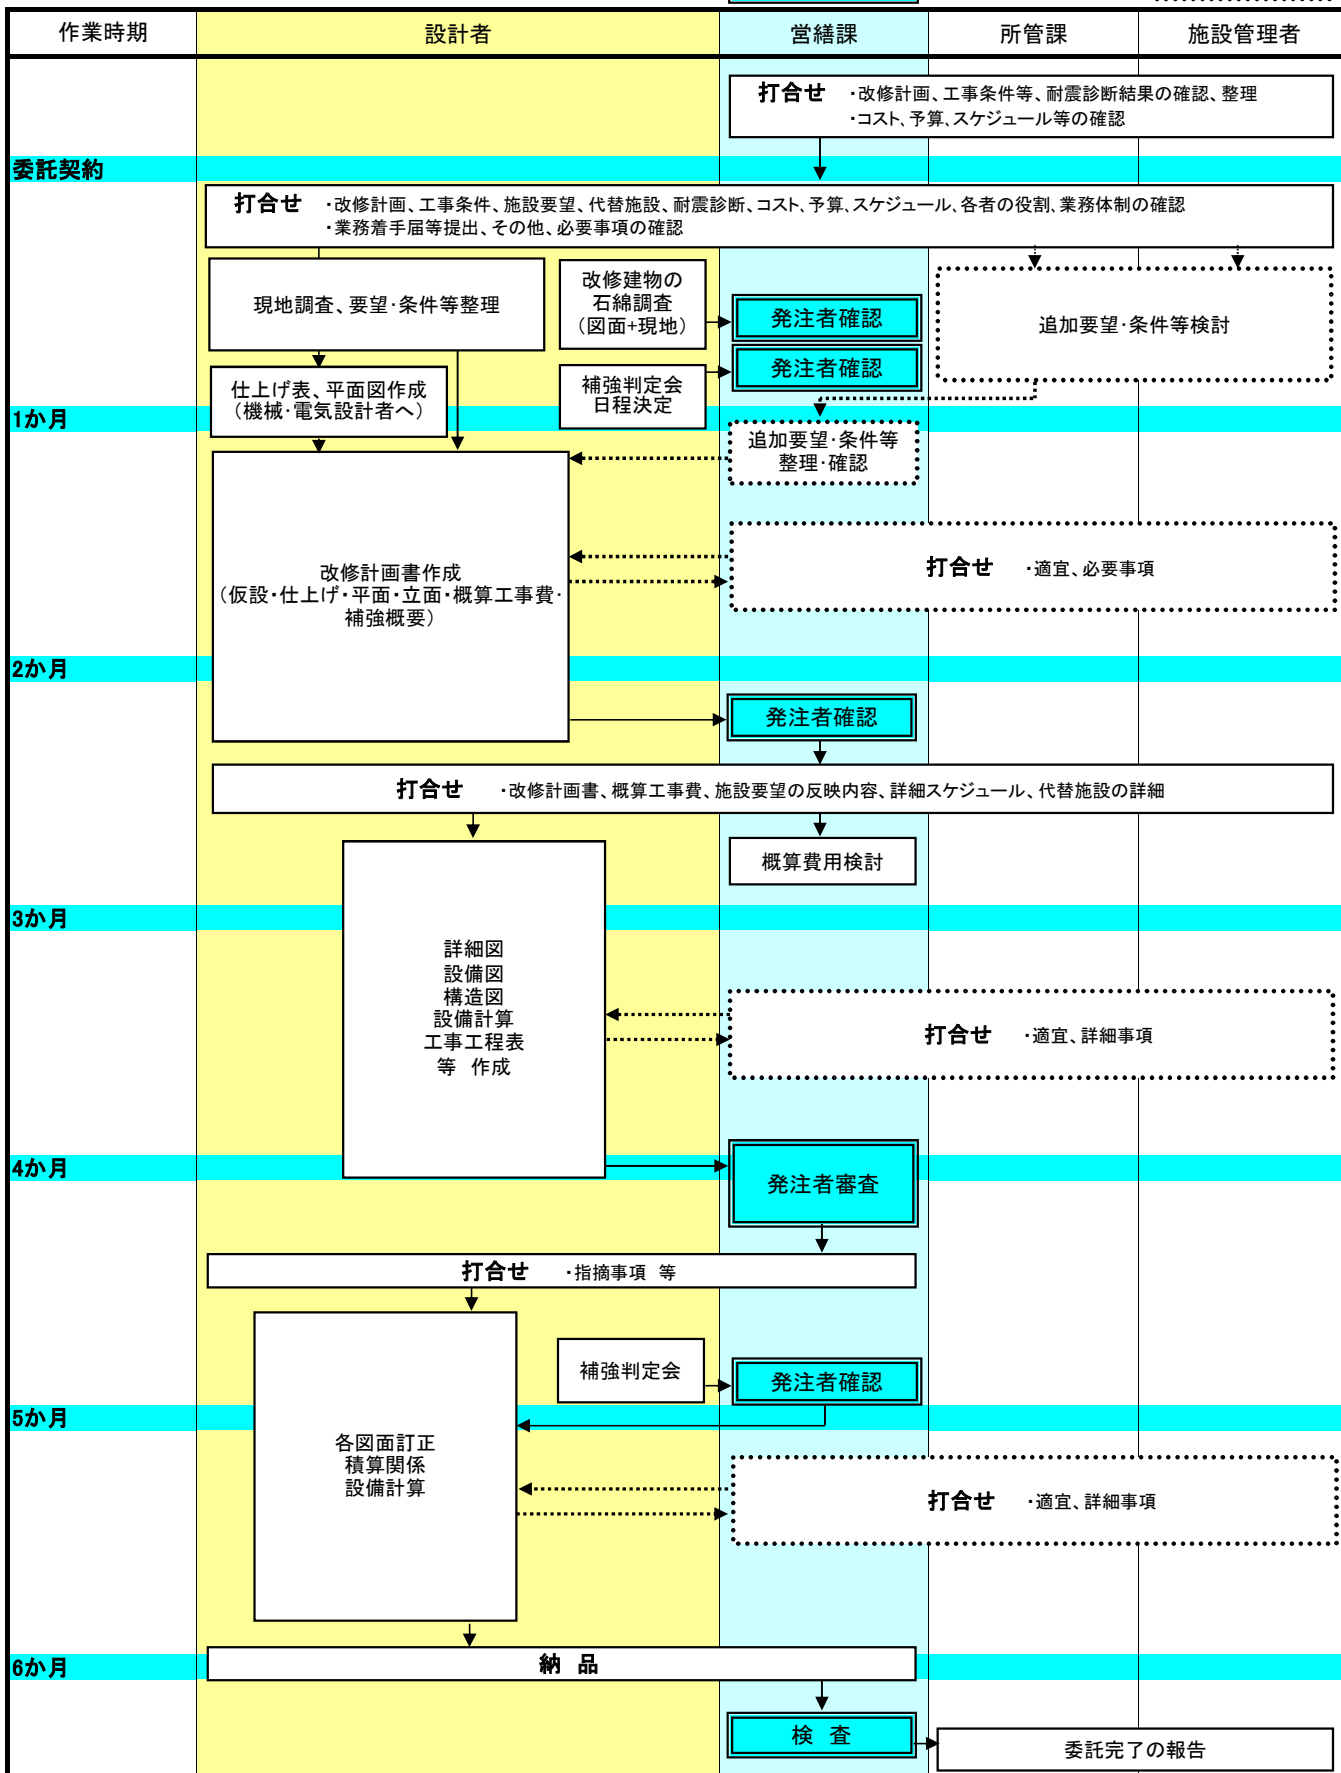 作業時期
設計者
営繕課
所管課
施設管理者
打合せ ・改修計画、工事条件等、耐震診断結果の確認、整理
・コスト、予算、スケジュール等の確認
委託契約
打合せ ・改修計画、工事条件、施設要望、代替施設、耐震診断、コスト、予算、スケジュール、各者の役割、業務体制の確認
・業務着手届等提出、その他、必要事項の確認
現地調査、要望・条件等整理
改修建物の
石綿調査
（図面+現地）
発注者確認
追加要望・条件等検討
発注者確認
仕上げ表、平面図作成
（機械・電気設計者へ）
補強判定会
日程決定
1か月
追加要望・条件等
整理・確認
改修計画書作成
（仮設・仕上げ・平面・立面・概算工事費・
補強概要）
打合せ ・適宜、必要事項
2か月
発注者確認
打合せ ・改修計画書、概算工事費、施設要望の反映内容、詳細スケジュール、代替施設の詳細
概算費用検討
3か月
詳細図
設備図
構造図
設備計算
工事工程表
等 作成
打合せ ・適宜、詳細事項
4か月
発注者審査
打合せ ・指摘事項 等
補強判定会
発注者確認
5か月
各図面訂正
積算関係
設備計算
打合せ ・適宜、詳細事項
6か月
納 品
検 査
委託完了の報告